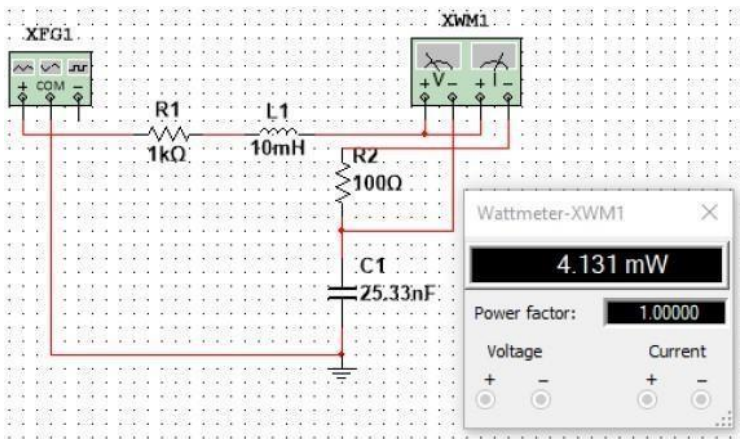 XFG1
COM
XWM1
V
I
R1
1kΩ
L1
10mH
R2
100Ω
C1
25.33nF
Wattmeter-XWM1
4.131 mW
Power factor: 1.00000
Voltage Current
+ − + −